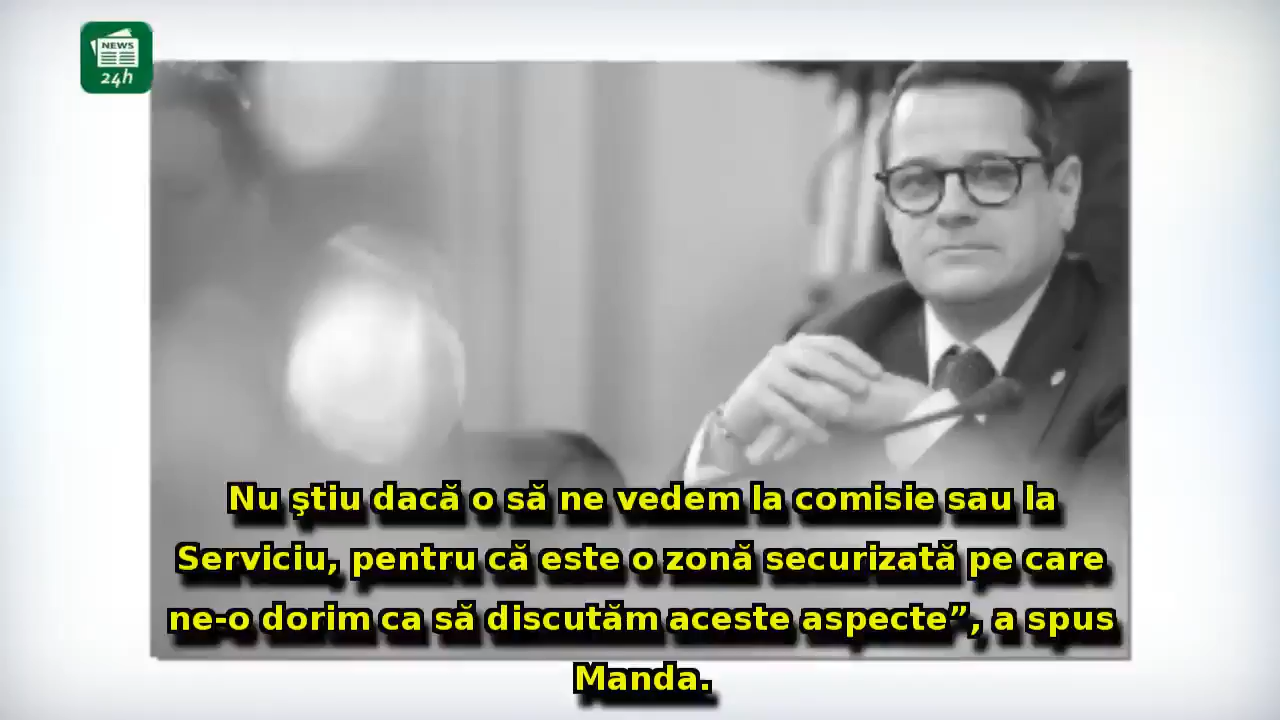 NEWS
24h
Nu ştiu dacă o să ne vedem la comisie sau la
Serviciu, pentru că este o zonă securizată pe care
ne-o dorim ca să discutăm aceste aspecte”, a spus
Manda.